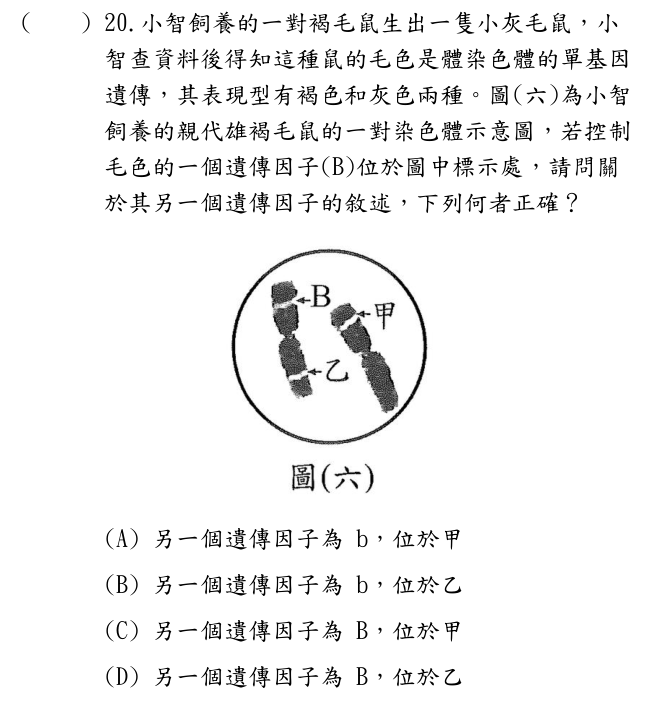 (　　) 20. 小智飼養的一對褐毛鼠生出一隻小灰毛鼠，小
智查資料後得知這種鼠的毛色是體染色體的單基因
遺傳，其表現型有褐色和灰色兩種。圖(六)為小智
飼養的親代雄褐毛鼠的一對染色體示意圖，若控制
毛色的一個遺傳因子(B)位於圖中標示處，請問關
於其另一個遺傳因子的敘述，下列何者正確？
B
甲
乙
圖(六)
(A) 另一個遺傳因子為 b，位於甲
(B) 另一個遺傳因子為 b，位於乙
(C) 另一個遺傳因子為 B，位於甲
(D) 另一個遺傳因子為 B，位於乙